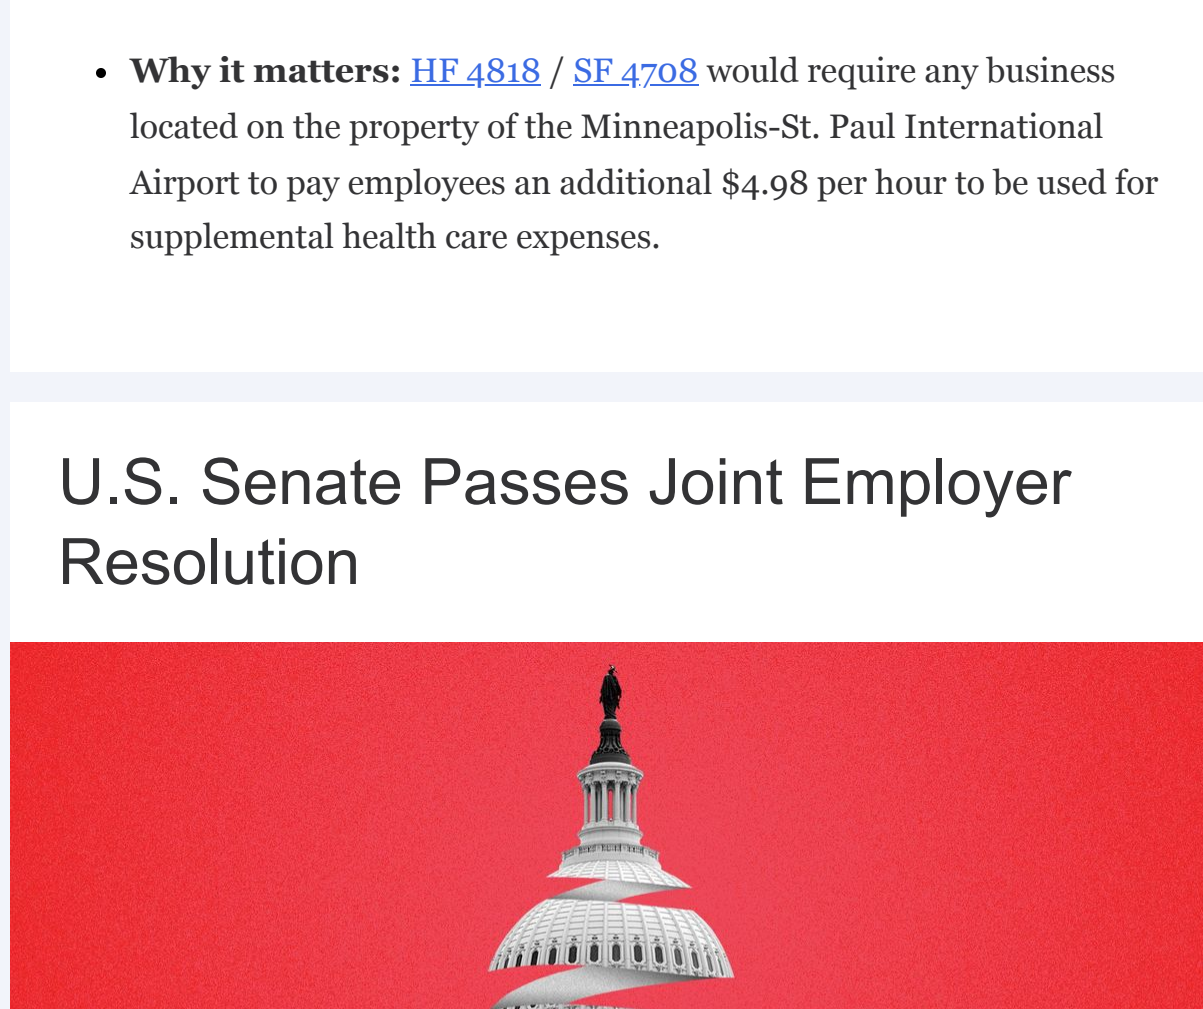 Why it matters: HF 4818 / SF 4708 would require any business
located on the property of the Minneapolis-St. Paul International
Airport to pay employees an additional $4.98 per hour to be used for
supplemental health care expenses.
U.S. Senate Passes Joint Employer
Resolution